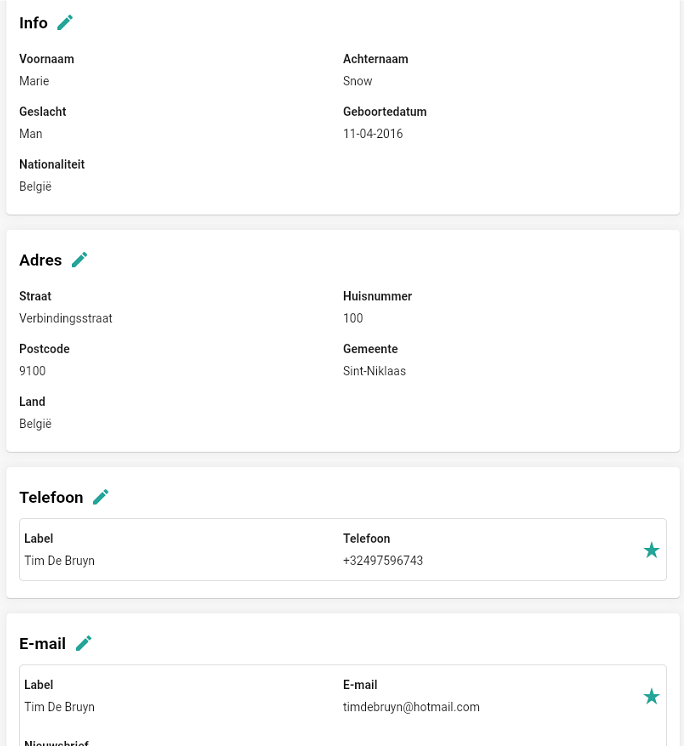 Info
Voornaam Achternaam
Marie Snow
Geslacht Geboortedatum
Man 11-04-2016
Nationaliteit
België
Adres
Straat Huisnummer
Verbindingsstraat 100
Postcode Gemeente
9100 Sint-Niklaas
Land
België
Telefoon
Label Telefoon
Tim De Bruyn +32497596743
E-mail
Label E-mail
Tim De Bruyn timdebruyn@hotmail.com
Nieuwsbrief